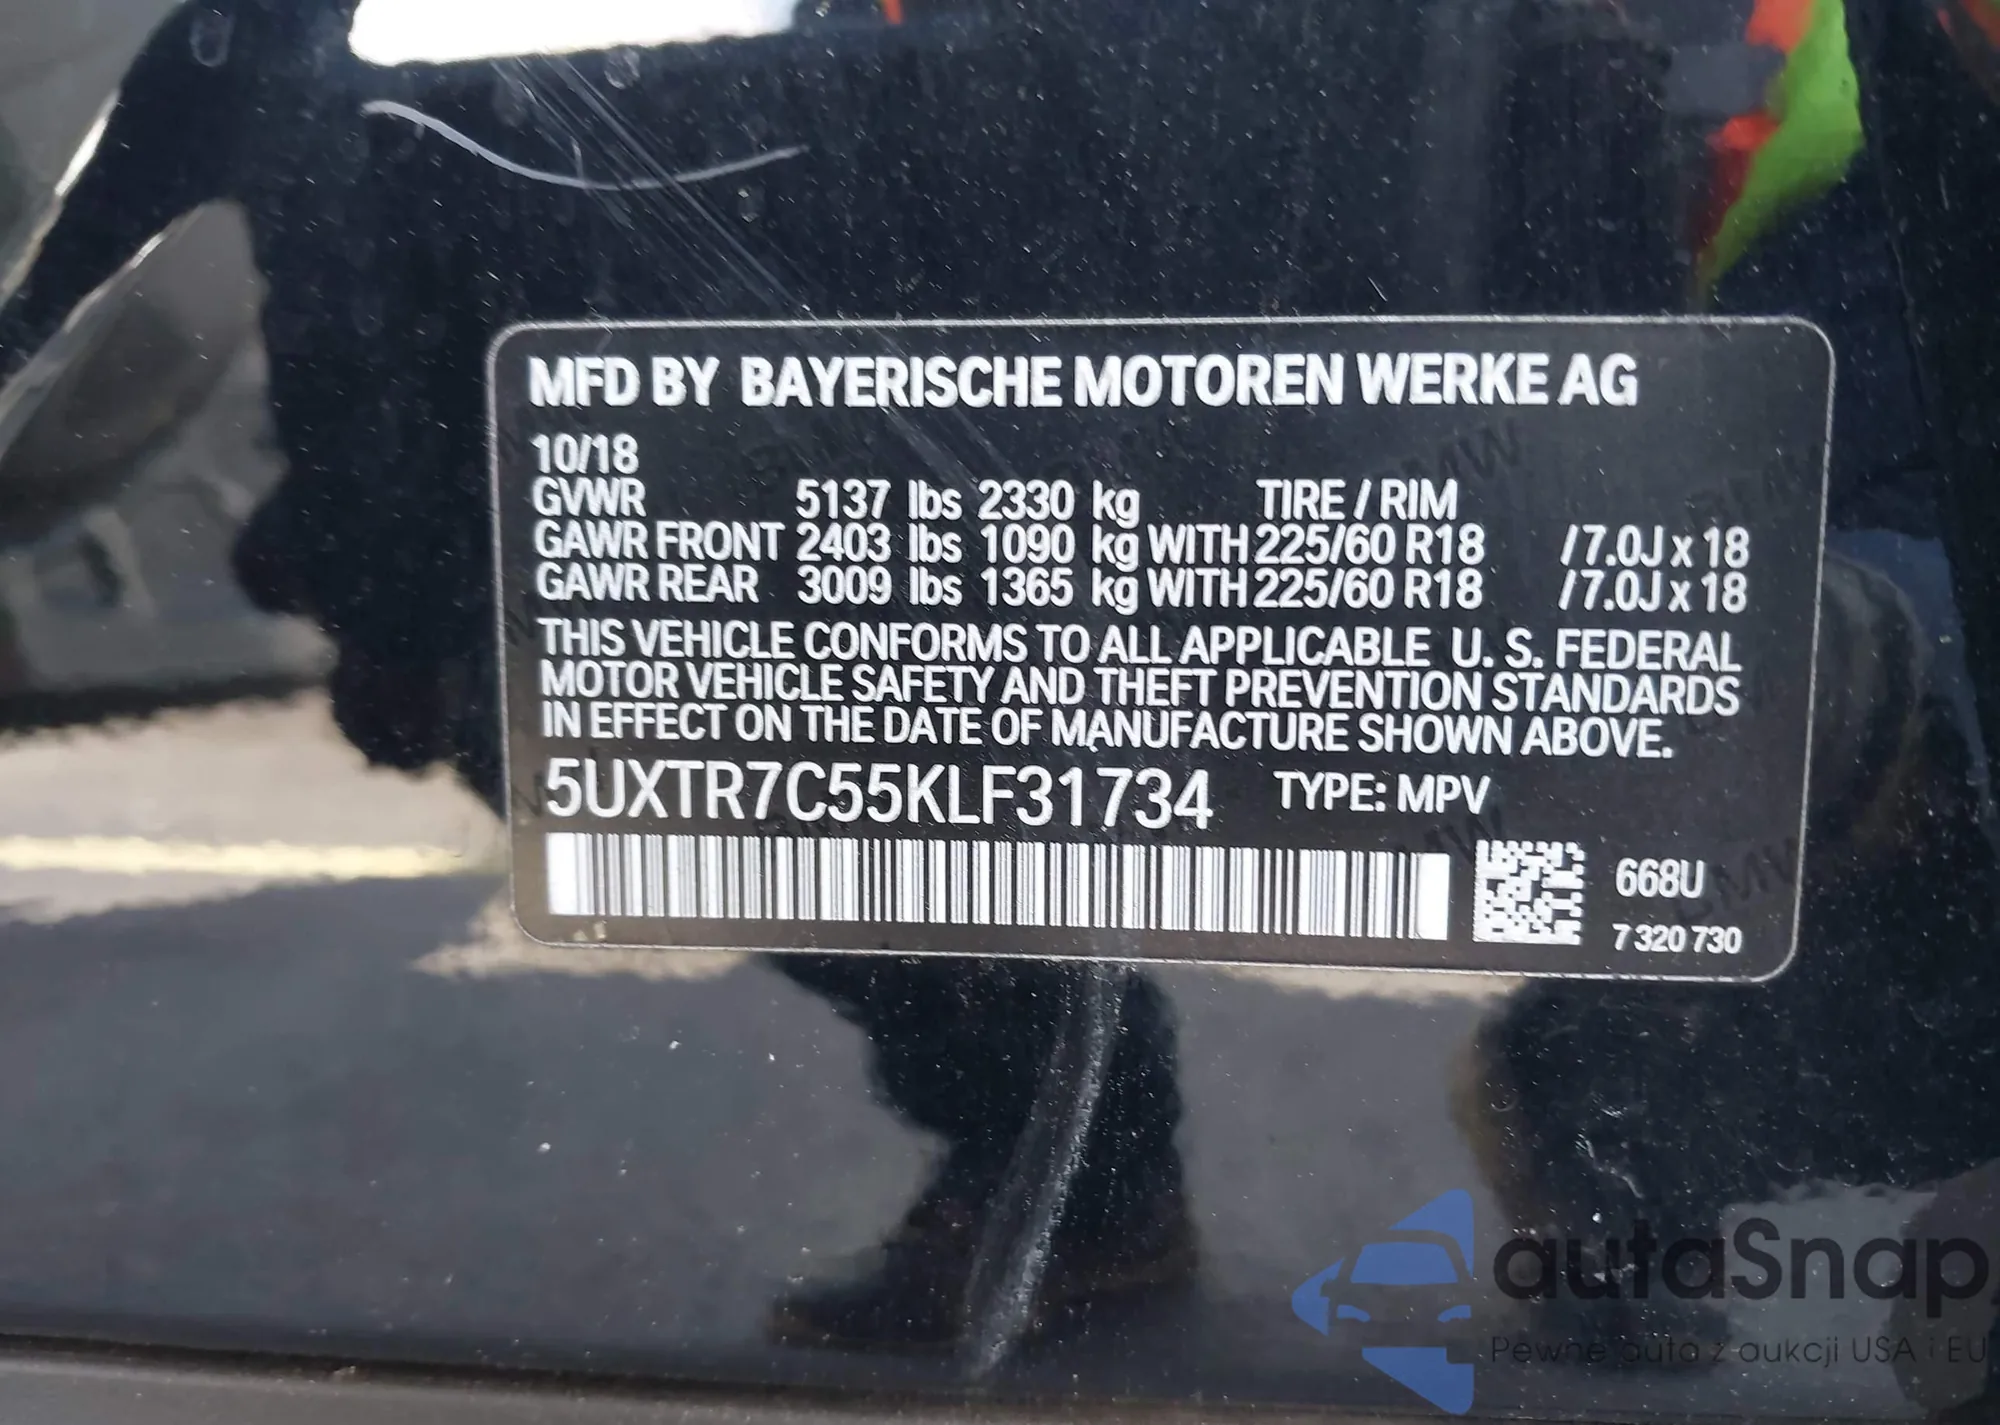 MFD BY BAYERISCHE MOTOREN WERKE AG
10/18
GVWR 5137 lbs 2330 kg TIRE / RIM
GAWR FRONT 2403 lbs 1090 kg WITH 225/60 R18 /7.0J x 18
GAWR REAR 3009 lbs 1365 kg WITH 225/60 R18 /7.0J x 18
THIS VEHICLE CONFORMS TO ALL APPLICABLE U. S. FEDERAL
MOTOR VEHICLE SAFETY AND THEFT PREVENTION STANDARDS
IN EFFECT ON THE DATE OF MANUFACTURE SHOWN ABOVE.
5UXTR7C55KLF31734 TYPE: MPV
668U
7 320 730
autaSnap
Pewne auta z aukcji USA i EU